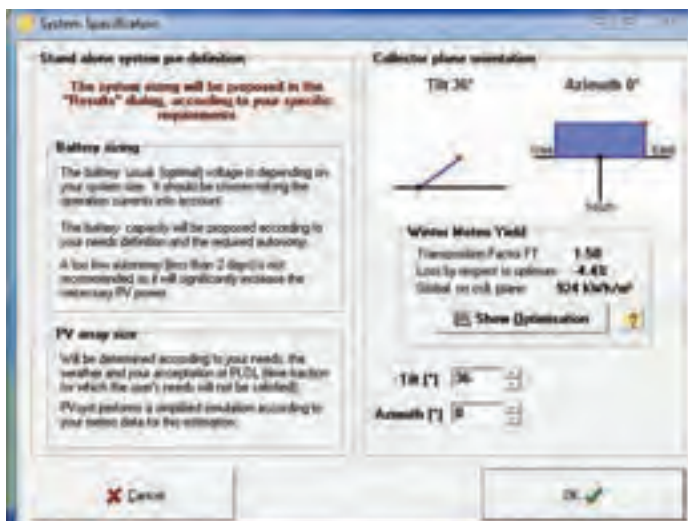 System Specification
Stand alone system pre-definition
The system sizing will be proposed in the
"Results" dialog, according to your specific
requirements.
Battery sizing
The battery usual (optimal) voltage is depending on
your system size. It should be chosen taking the
operation currents into account.
The battery capacity will be proposed according to
your needs definition and the required autonomy.
A too low autonomy (less than 2 days) is not
recommended as it will significantly increase the
necessary PV power.
PV array size
Will be determined according to your needs, the
weather and your acceptation of PLOL (time fraction
for which the user's needs will not be satisfied).
PVsyst performs a simplified simulation according to
your meteo data for this estimation.
Cancel
Collector plane orientation
Tilt 36°
Azimuth 0°
West
East
South
Winter Meteo Yield
Transposition Factor FT 1.50
Loss by respect to optimum -4.4%
Global on coll. plane 924 kWh/m²
Show Optimisation
?
Tilt [°] 36
Azimuth [°] 0
OK